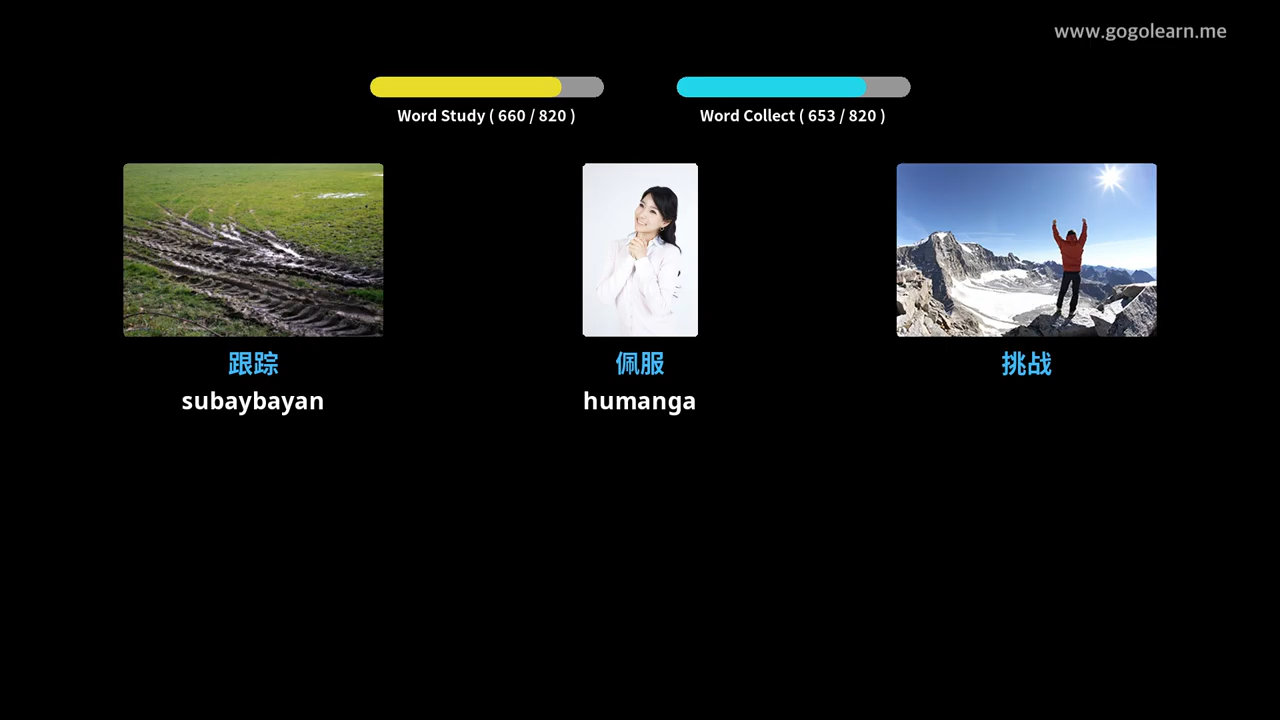 www.gogolearn.me
Word Study ( 660 / 820 )
Word Collect ( 653 / 820 )
跟踪
佩服
挑战
subaybayan
humanga